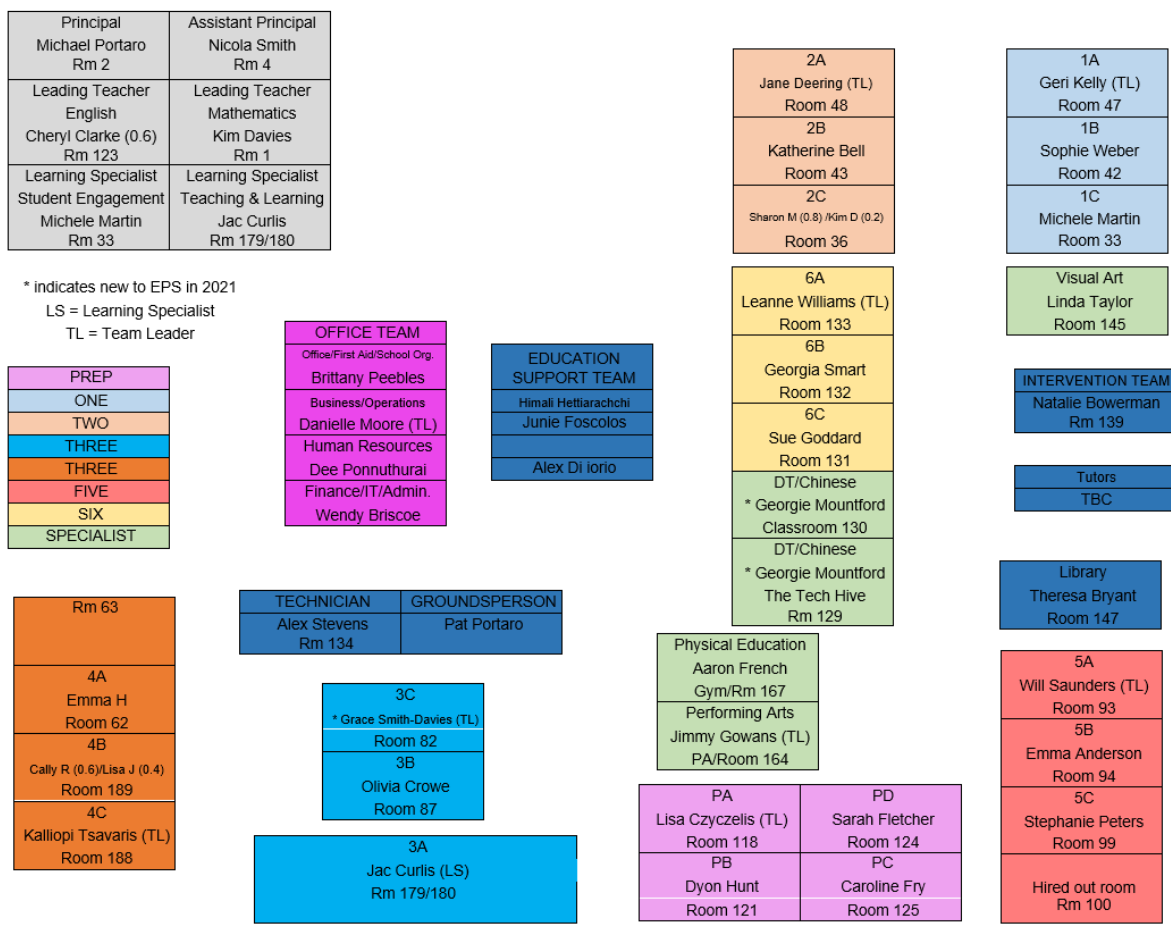 Principal
Michael Portaro
Rm 2
Assistant Principal
Nicola Smith
Rm 4
Leading Teacher
English
Cheryl Clarke (0.6)
Rm 123
Leading Teacher
Mathematics
Kim Davies
Rm 1
Learning Specialist
Student Engagement
Michele Martin
Rm 33
Learning Specialist
Teaching & Learning
Jac Curlis
Rm 179/180
* indicates new to EPS in 2021
LS = Learning Specialist
TL = Team Leader
PREP
ONE
TWO
THREE
THREE
FIVE
SIX
SPECIALIST
OFFICE TEAM
Office/First Aid/School Org.
Brittany Peebles
Business/Operations
Danielle Moore (TL)
Human Resources
Dee Ponnuthurai
Finance/IT/Admin.
Wendy Briscoe
EDUCATION
SUPPORT TEAM
Himali Hettiarachchi
Junie Foscolos
Alex Di iorio
2A
Jane Deering (TL)
Room 48
2B
Katherine Bell
Room 43
2C
Sharon M (0.8) /Kim D (0.2)
Room 36
1A
Geri Kelly (TL)
Room 47
1B
Sophie Weber
Room 42
1C
Michele Martin
Room 33
6A
Leanne Williams (TL)
Room 133
6B
Georgia Smart
Room 132
6C
Sue Goddard
Room 131
DT/Chinese
* Georgie Mountford
Classroom 130
DT/Chinese
* Georgie Mountford
The Tech Hive
Rm 129
Visual Art
Linda Taylor
Room 145
INTERVENTION TEAM
Natalie Bowerman
Rm 139
Tutors
TBC
Library
Theresa Bryant
Room 147
Rm 63
4A
Emma H
Room 62
4B
Cally R (0.6)/Lisa J (0.4)
Room 189
4C
Kalliopi Tsavaris (TL)
Room 188
TECHNICIAN
Alex Stevens
Rm 134
GROUNDSPERSON
Pat Portaro
3C
* Grace Smith-Davies (TL)
Room 82
3B
Olivia Crowe
Room 87
3A
Jac Curlis (LS)
Rm 179/180
Physical Education
Aaron French
Gym/Rm 167
Performing Arts
Jimmy Gowans (TL)
PA/Room 164
PA
Lisa Czyczelis (TL)
Room 118
PD
Sarah Fletcher
Room 124
PB
Dyon Hunt
Room 121
PC
Caroline Fry
Room 125
5A
Will Saunders (TL)
Room 93
5B
Emma Anderson
Room 94
5C
Stephanie Peters
Room 99
Hired out room
Rm 100